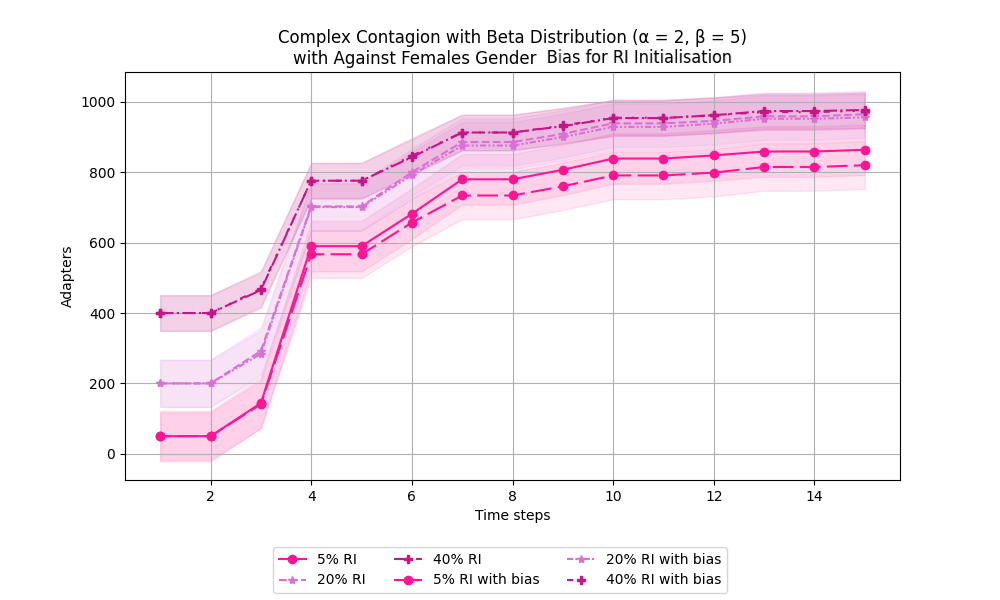 Complex Contagion with Beta Distribution (α = 2, β = 5)
with Against Females Gender  Bias for RI Initialisation
1000
800
600
400
200
0
Adapters
2
4
6
8
10
12
14
Time steps
5% RI
20% RI
40% RI
5% RI with bias
20% RI with bias
40% RI with bias